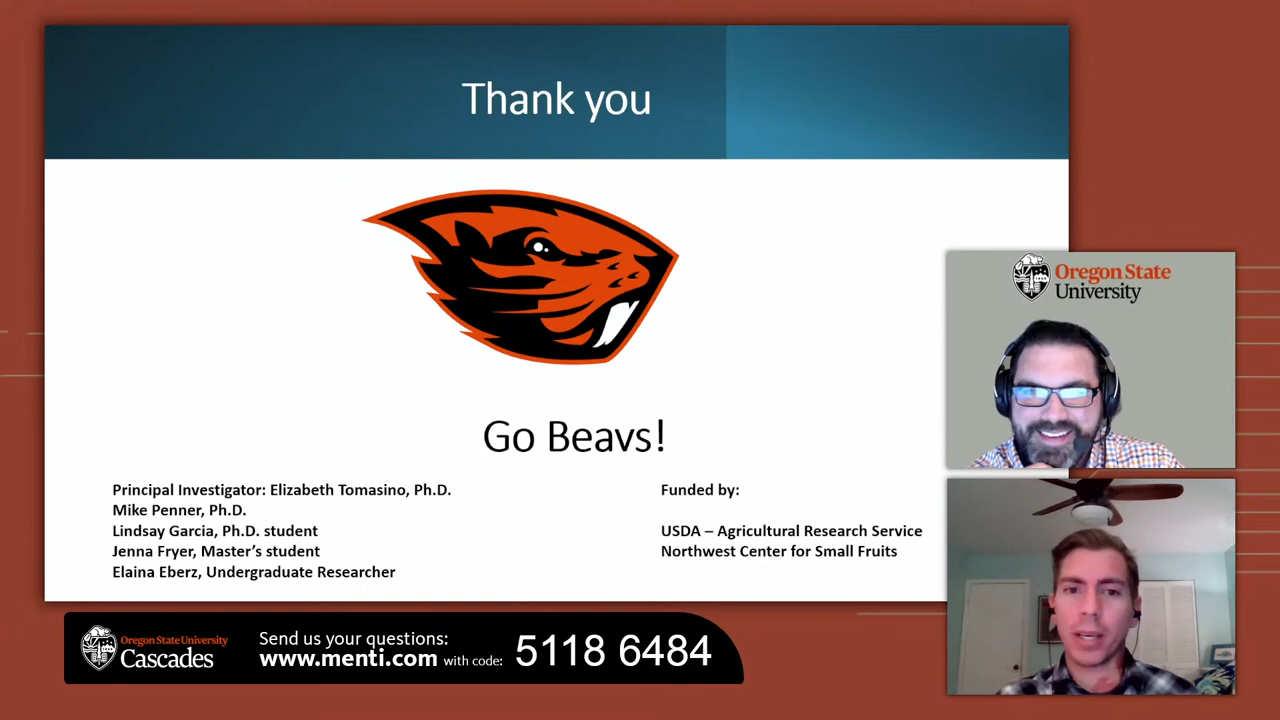 Thank you
Go Beavs!
Principal Investigator: Elizabeth Tomasino, Ph.D.
Mike Penner, Ph.D.
Lindsay Garcia, Ph.D. student
Jenna Fryer, Master's student
Elaina Eberz, Undergraduate Researcher
Funded by:
USDA – Agricultural Research Service
Northwest Center for Small Fruits
Oregon State
University
Oregon State University
Cascades
Send us your questions:
www.menti.com with code:
5118 6484